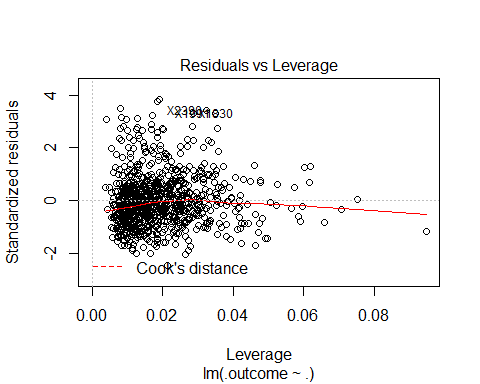 Residuals vs Leverage
Standardized residuals
4
2
0
-2
Cook's distance
0.00 0.02 0.04 0.06 0.08
Leverage
lm(.outcome ~ .)